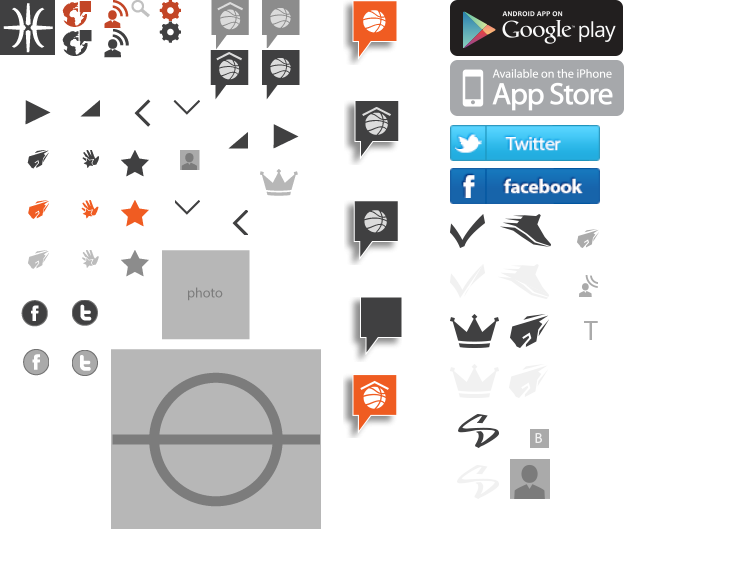 ANDROID APP ON
Google play
Available on the iPhone
App Store
Twitter
facebook
photo
T
B